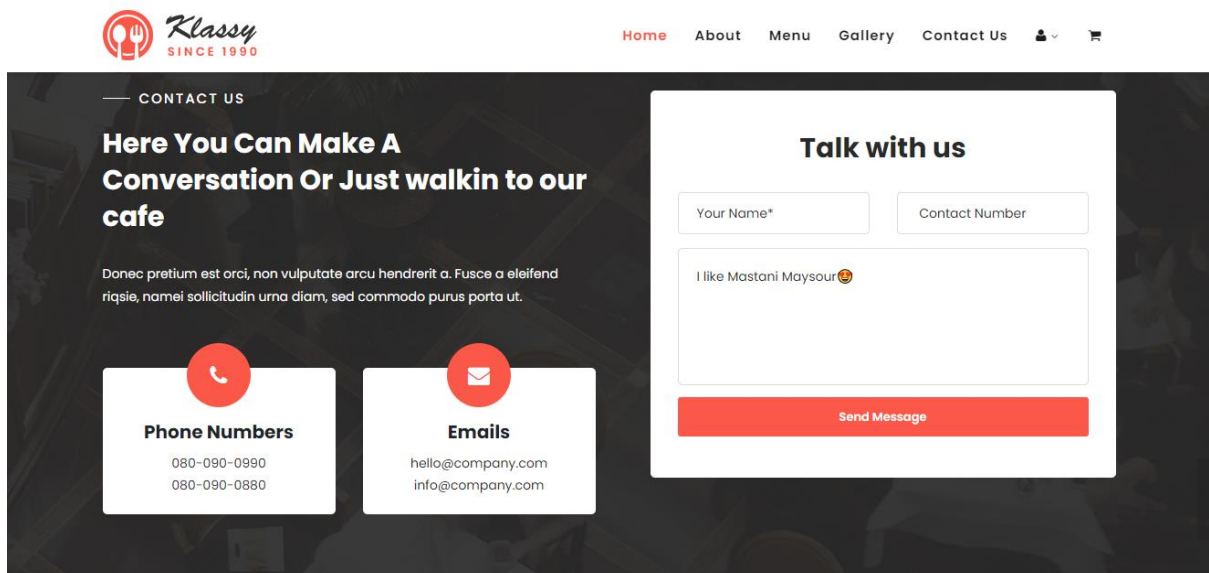 Klassy
SINCE 1990
Home About Menu Gallery Contact Us
CONTACT US
Here You Can Make A
Conversation Or Just walkin to our
cafe
Donec pretium est orci, non vulputate arcu hendrerit a. Fusce a eleifend
riqsie, namei sollicitudin urna diam, sed commodo purus porta ut.
Phone Numbers
080-090-0990
080-090-0880
Emails
hello@company.com
info@company.com
Talk with us
Your Name* Contact Number
I like Mastani Maysour🤩
Send Message